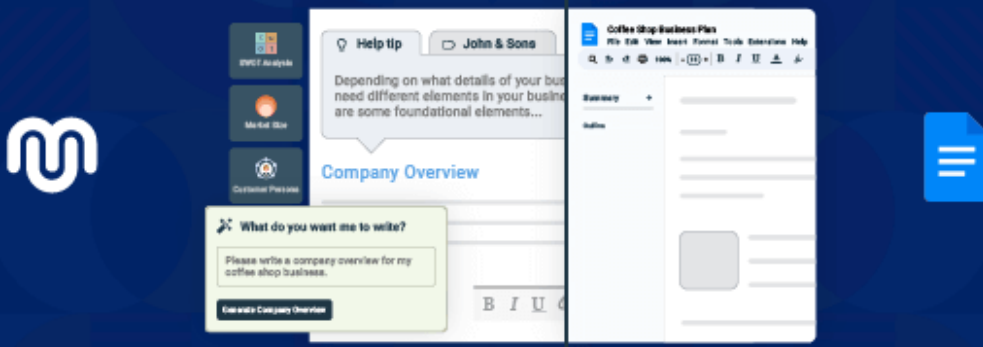 SWOT Analysis
Market Size
Customer Persona
Help tip
John & Sons
Depending on what details of your bus
need different elements in your busine
are some foundational elements...
Company Overview
What do you want me to write?
Please write a company overview for my
coffee shop business.
Generate Company Overview
B I U
Coffee Shop Business Plan
File Edit View Insert Format Tools Extensions Help
100% - 11 + B I U A
Summary +
Outline